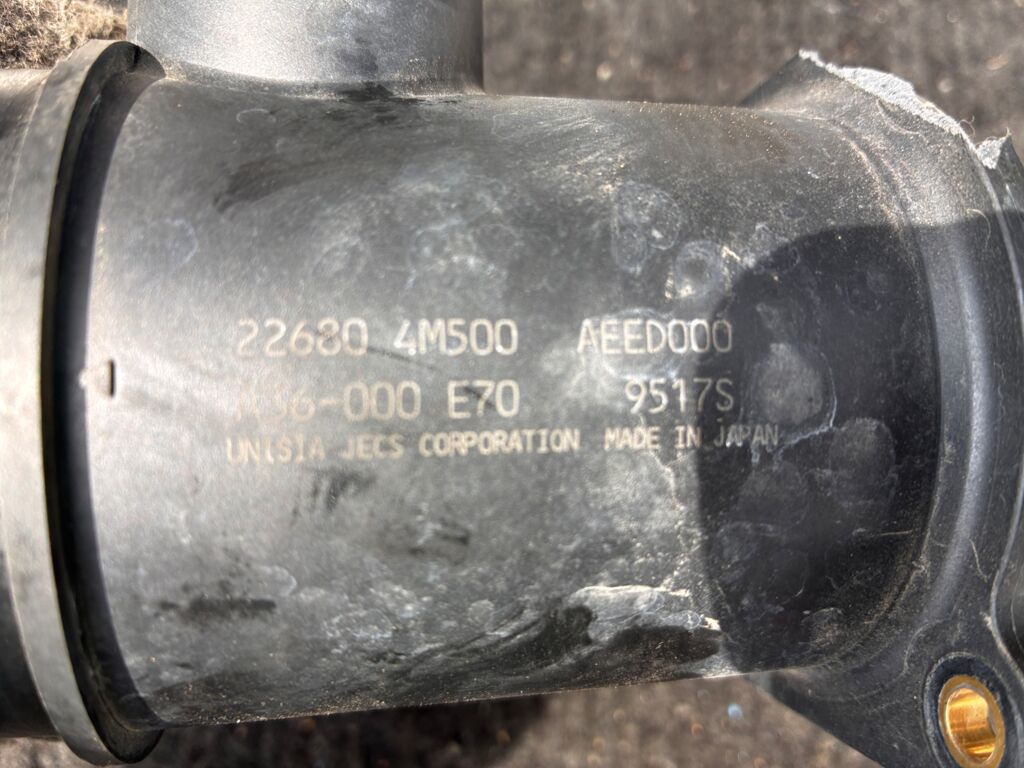 22680 4M500 AEED000
A36-000 E70 9517S
UNISIA JECS CORPORATION MADE IN JAPAN